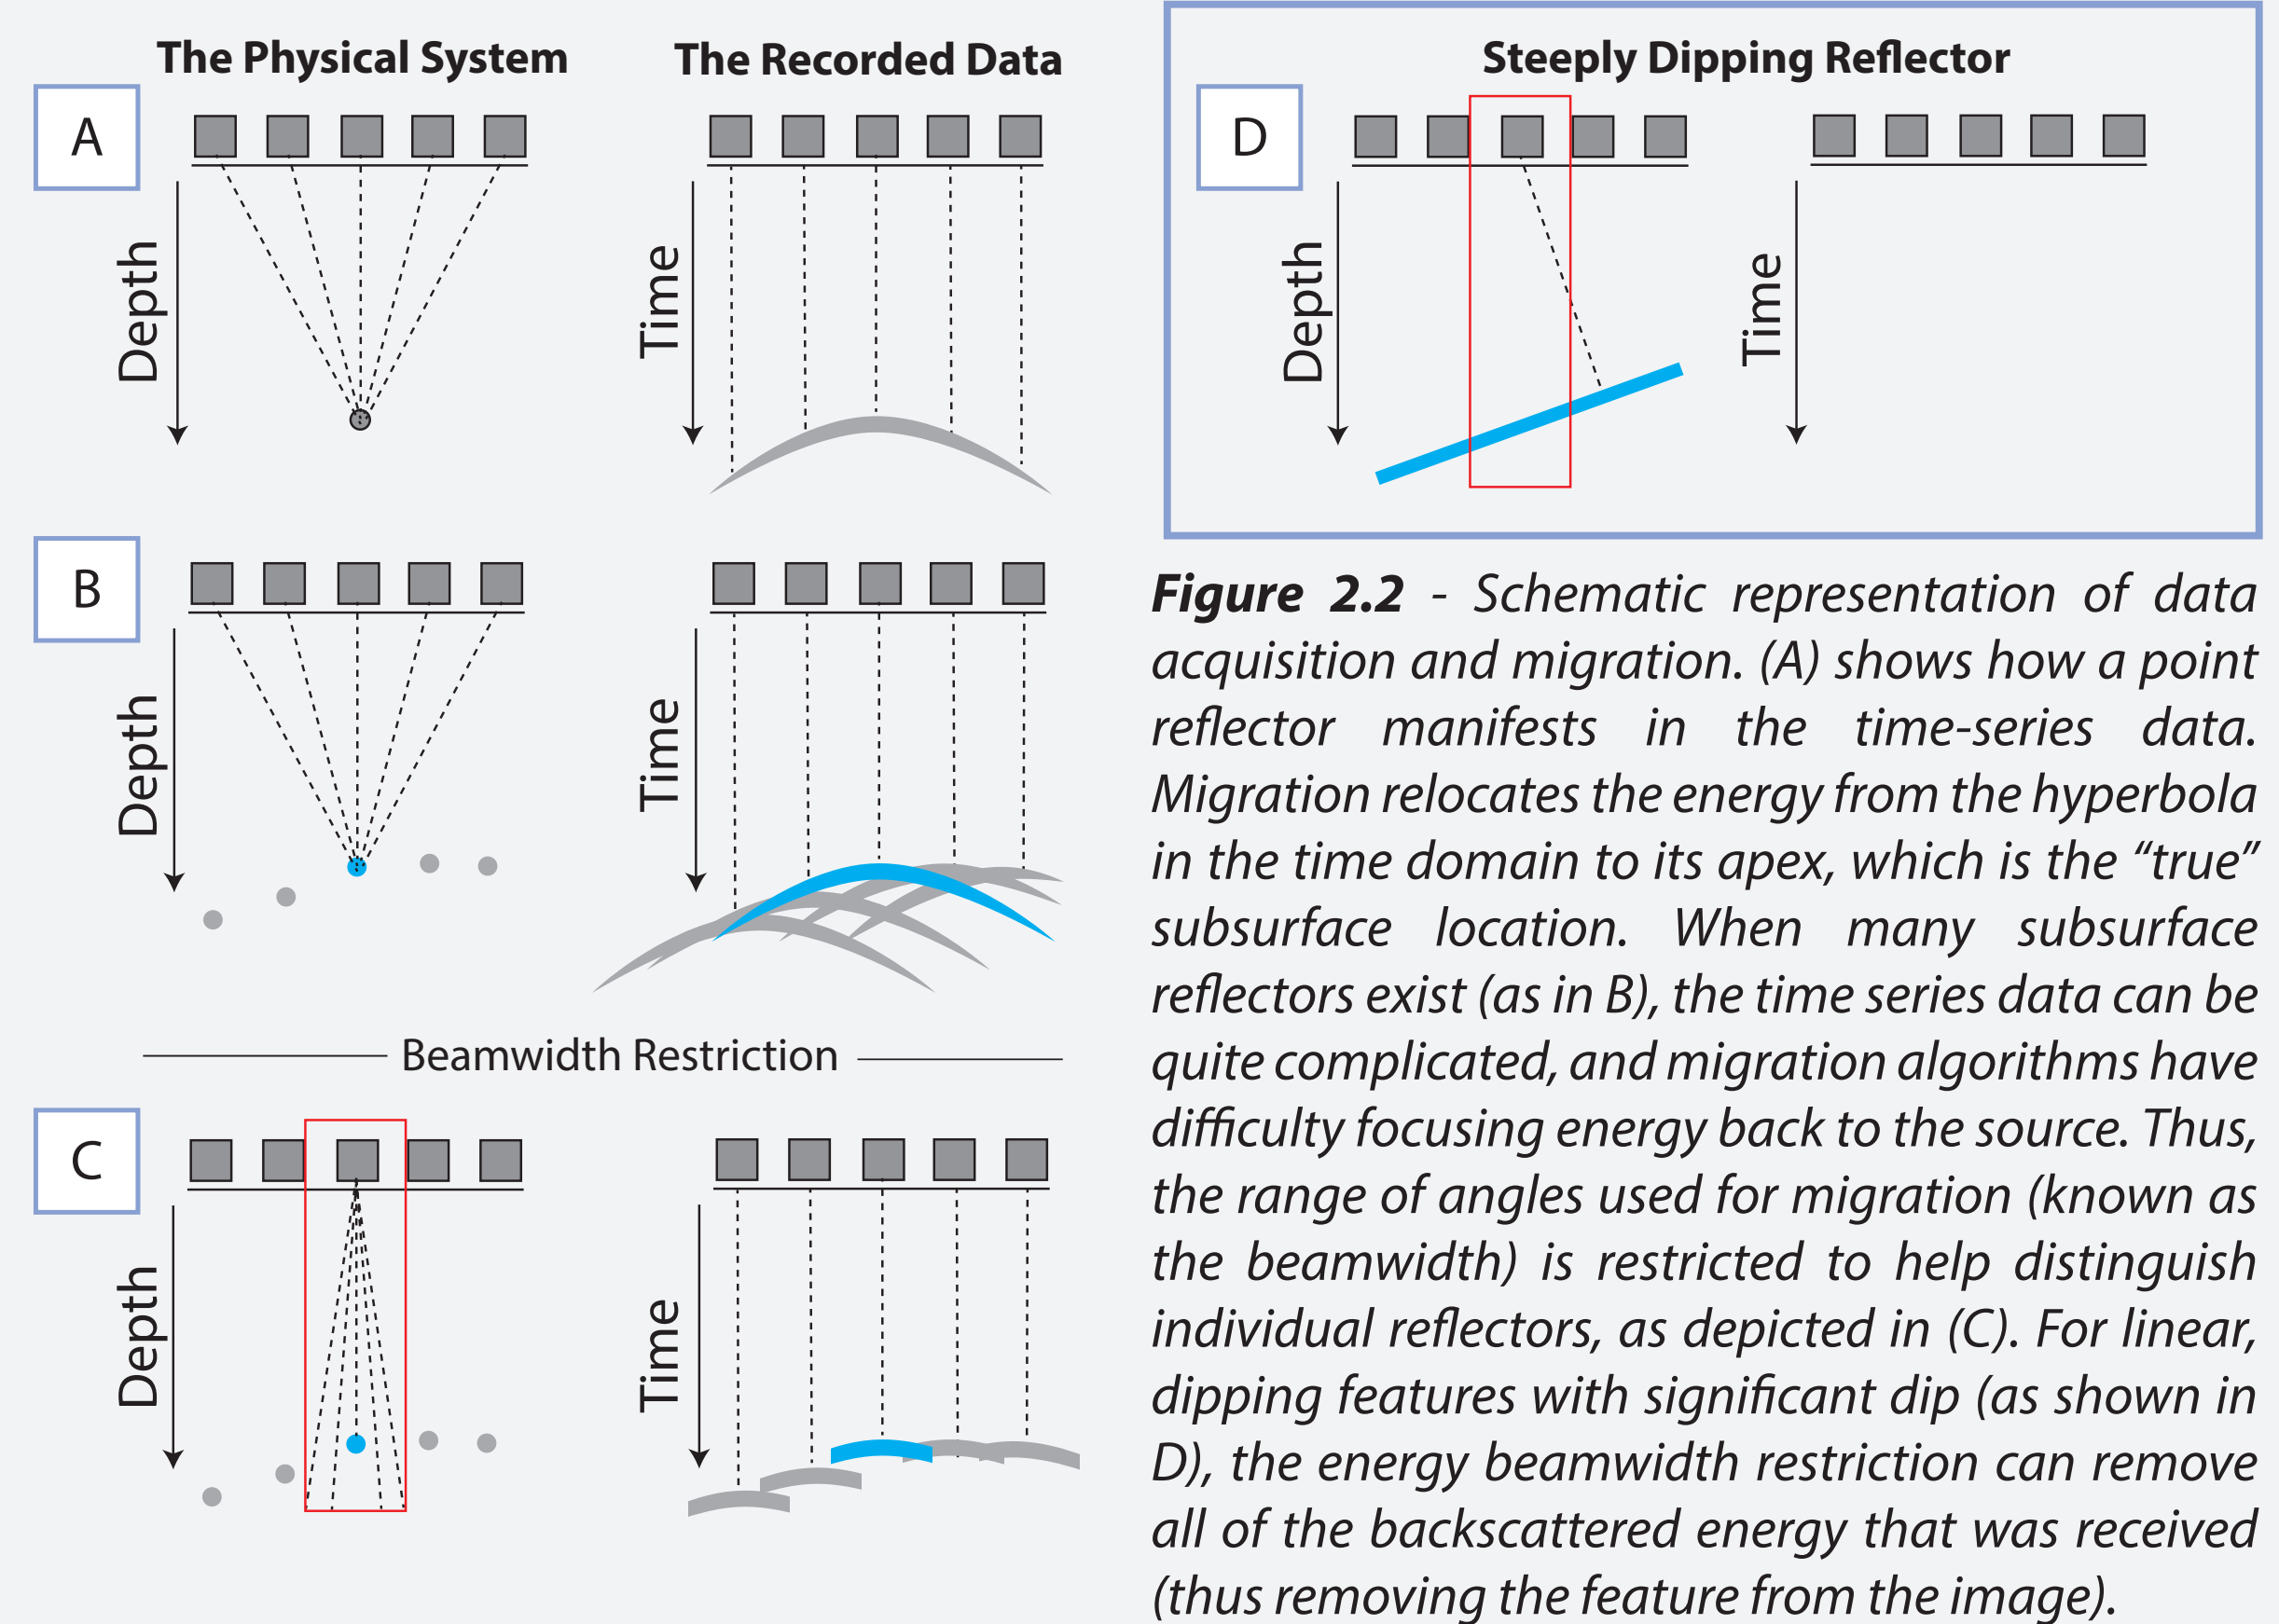 The Physical System
The Recorded Data
A
Depth
Time
B
Depth
Time
Beamwidth Restriction
C
Depth
Time
Steeply Dipping Reflector
D
Depth
Time
Figure 2.2 - Schematic representation of data
acquisition and migration. (A) shows how a point
reflector manifests in the time-series data.
Migration relocates the energy from the hyperbola
in the time domain to its apex, which is the “true”
subsurface location. When many subsurface
reflectors exist (as in B), the time series data can be
quite complicated, and migration algorithms have
difficulty focusing energy back to the source. Thus,
the range of angles used for migration (known as
the beamwidth) is restricted to help distinguish
individual reflectors, as depicted in (C). For linear,
dipping features with significant dip (as shown in
D), the energy beamwidth restriction can remove
all of the backscattered energy that was received
(thus removing the feature from the image).